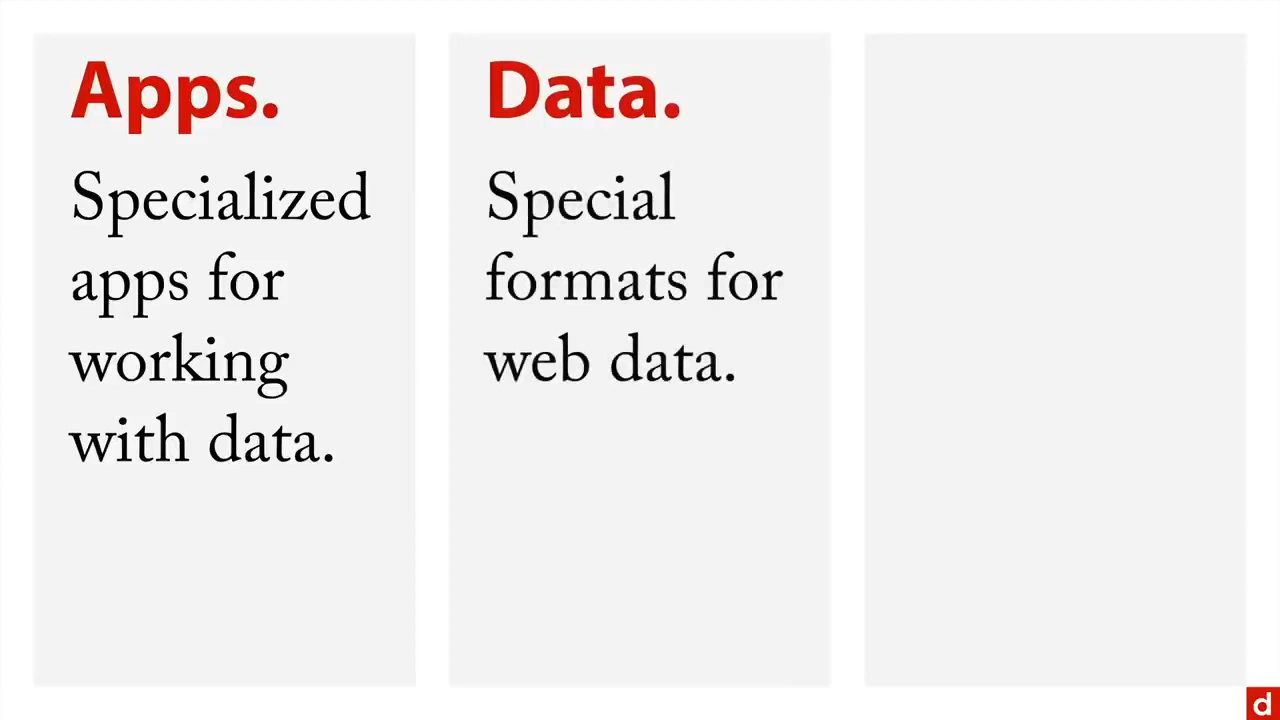 Apps.
Specialized
apps for
working
with data.
Data.
Special
formats for
web data.
d